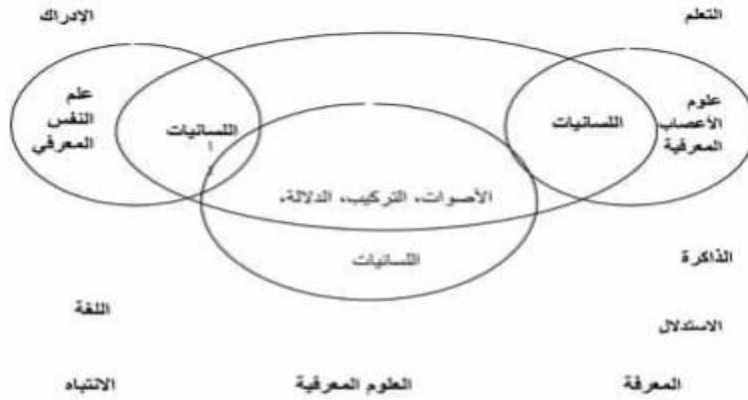 التعلم
الإدراك
علوم
الأعصاب
المعرفية
اللسانيات
اللسانيات
علم
النفس
المعرفي
الأصوات، التركيب، الدلالة،
اللسانيات
الذاكرة
اللغة
الاستدلال
المعرفة
العلوم المعرفية
الانتباه